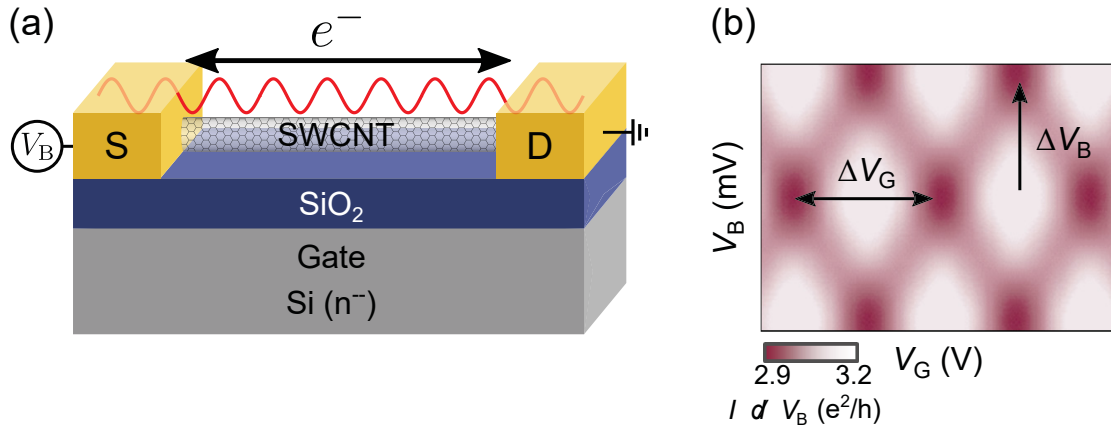 (a)
e⁻
V_B
S
SWCNT
D
SiO₂
Gate
Si (n⁻⁻)
(b)
V_B (mV)
ΔV_G
ΔV_B
2.9 3.2
V_G (V)
I d V_B (e²/h)